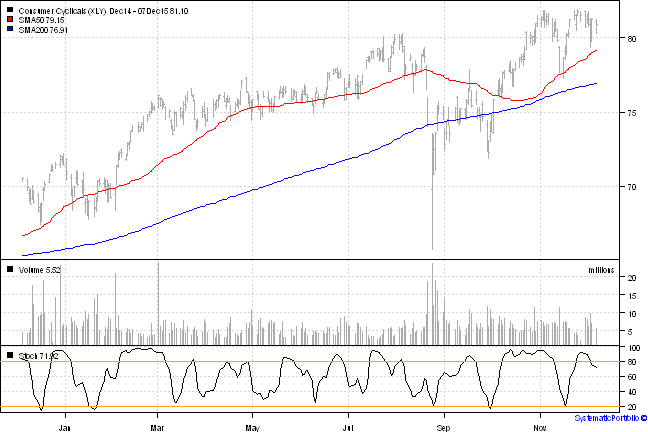 Consumer Cyclicals (XLY) Dec14 - 07Dec15 81.10
SMA50 79.15
SMA200 76.91
80
75
70
Volume 5.52
millions
20
15
10
5
Stoch 71.92
100
80
60
40
20
Jan Mar May Jul Sep Nov
SystematicPortfolio ©